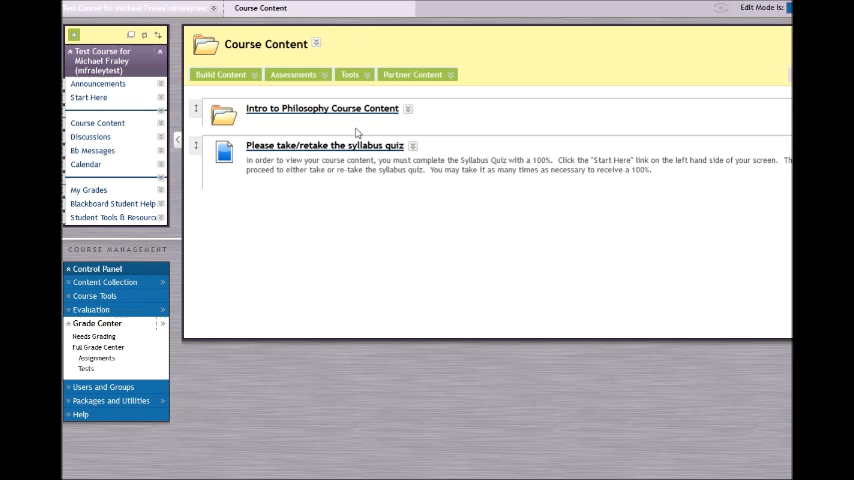 Test Course for Michael Fraley (mfraleytest)
Course Content
Edit Mode is:
Test Course for
Michael Fraley
(mfraleytest)
Announcements
Start Here
Course Content
Discussions
Bb Messages
Calendar
My Grades
Blackboard Student Help
Student Tools & Resourc
COURSE MANAGEMENT
Control Panel
Content Collection
Course Tools
Evaluation
Grade Center
Needs Grading
Full Grade Center
Assignments
Tests
Users and Groups
Packages and Utilities
Help
Course Content
Build Content
Assessments
Tools
Partner Content
Intro to Philosophy Course Content
Please take/retake the syllabus quiz
In order to view your course content, you must complete the Syllabus Quiz with a 100%. Click the "Start Here" link on the left hand side of your screen. Th
proceed to either take or re-take the syllabus quiz. You may take it as many times as necessary to receive a 100%.